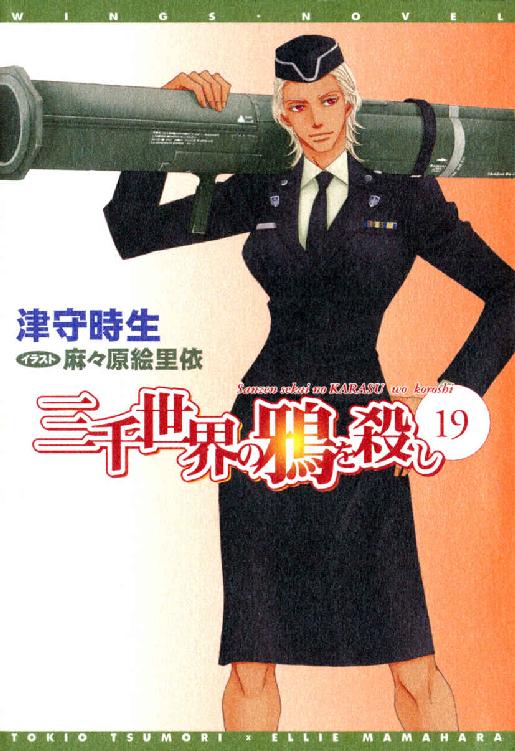 WINGS・NOVEL
津守時生
イラスト 麻々原絵里依
Sanzen sekai no KARASU wo koroshi
三千世界の鴉を殺し
19
TOKIO TSUMORI × ELLIE MAMAHARA